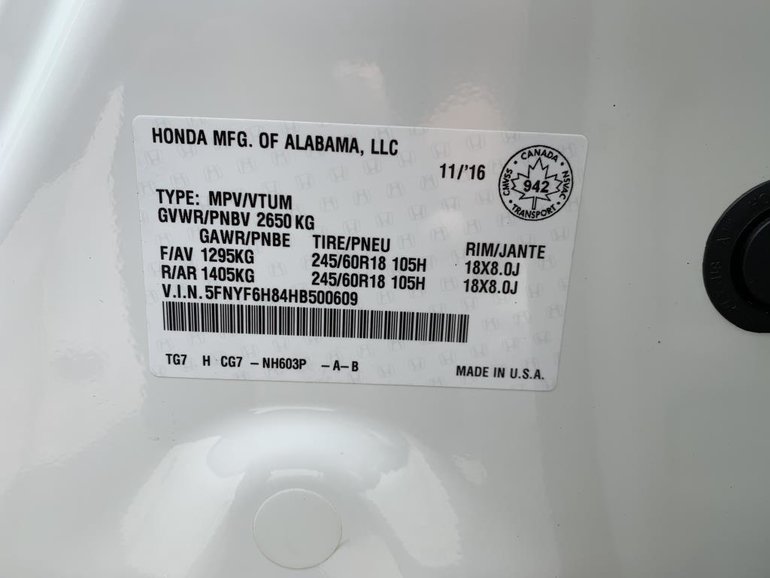 HONDA MFG. OF ALABAMA, LLC
11/'16
CANADA
CMVSS
942
NSVAC
TRANSPORT
TYPE: MPV/VTUM
GVWR/PNBV 2650 KG
GAWR/PNBE TIRE/PNEU RIM/JANTE
F/AV 1295KG 245/60R18 105H 18X8.0J
R/AR 1405KG 245/60R18 105H 18X8.0J
V.I.N. 5FNYF6H84HB500609
TG7 H CG7 - NH603P - A - B
MADE IN U.S.A.